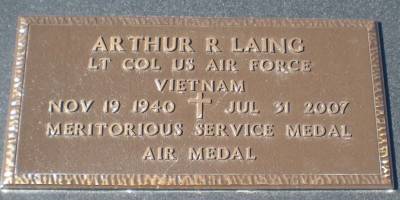 ARTHUR R LAING
LT COL US AIR FORCE
VIETNAM
NOV 19 1940 ✝ JUL 31 2007
MERITORIOUS SERVICE MEDAL
AIR MEDAL